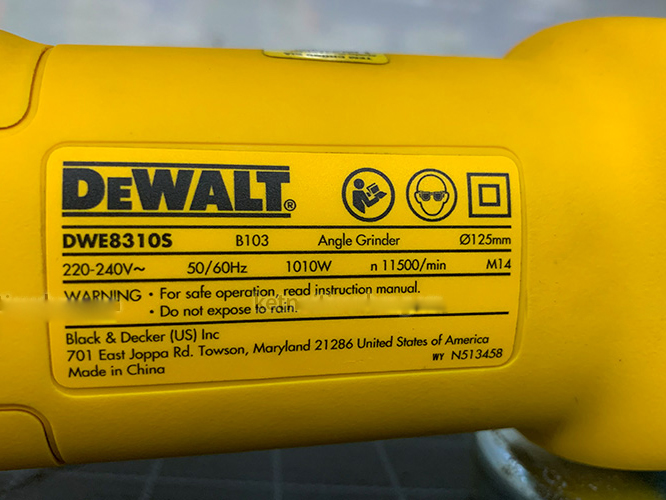 DEWALT®
DWE8310S B103 Angle Grinder Ø125mm
220-240V~ 50/60Hz 1010W n 11500/min M14
WARNING • For safe operation, read instruction manual.
• Do not expose to rain.
Black & Decker (US) Inc
701 East Joppa Rd. Towson, Maryland 21286 United States of America
Made in China WY N513458